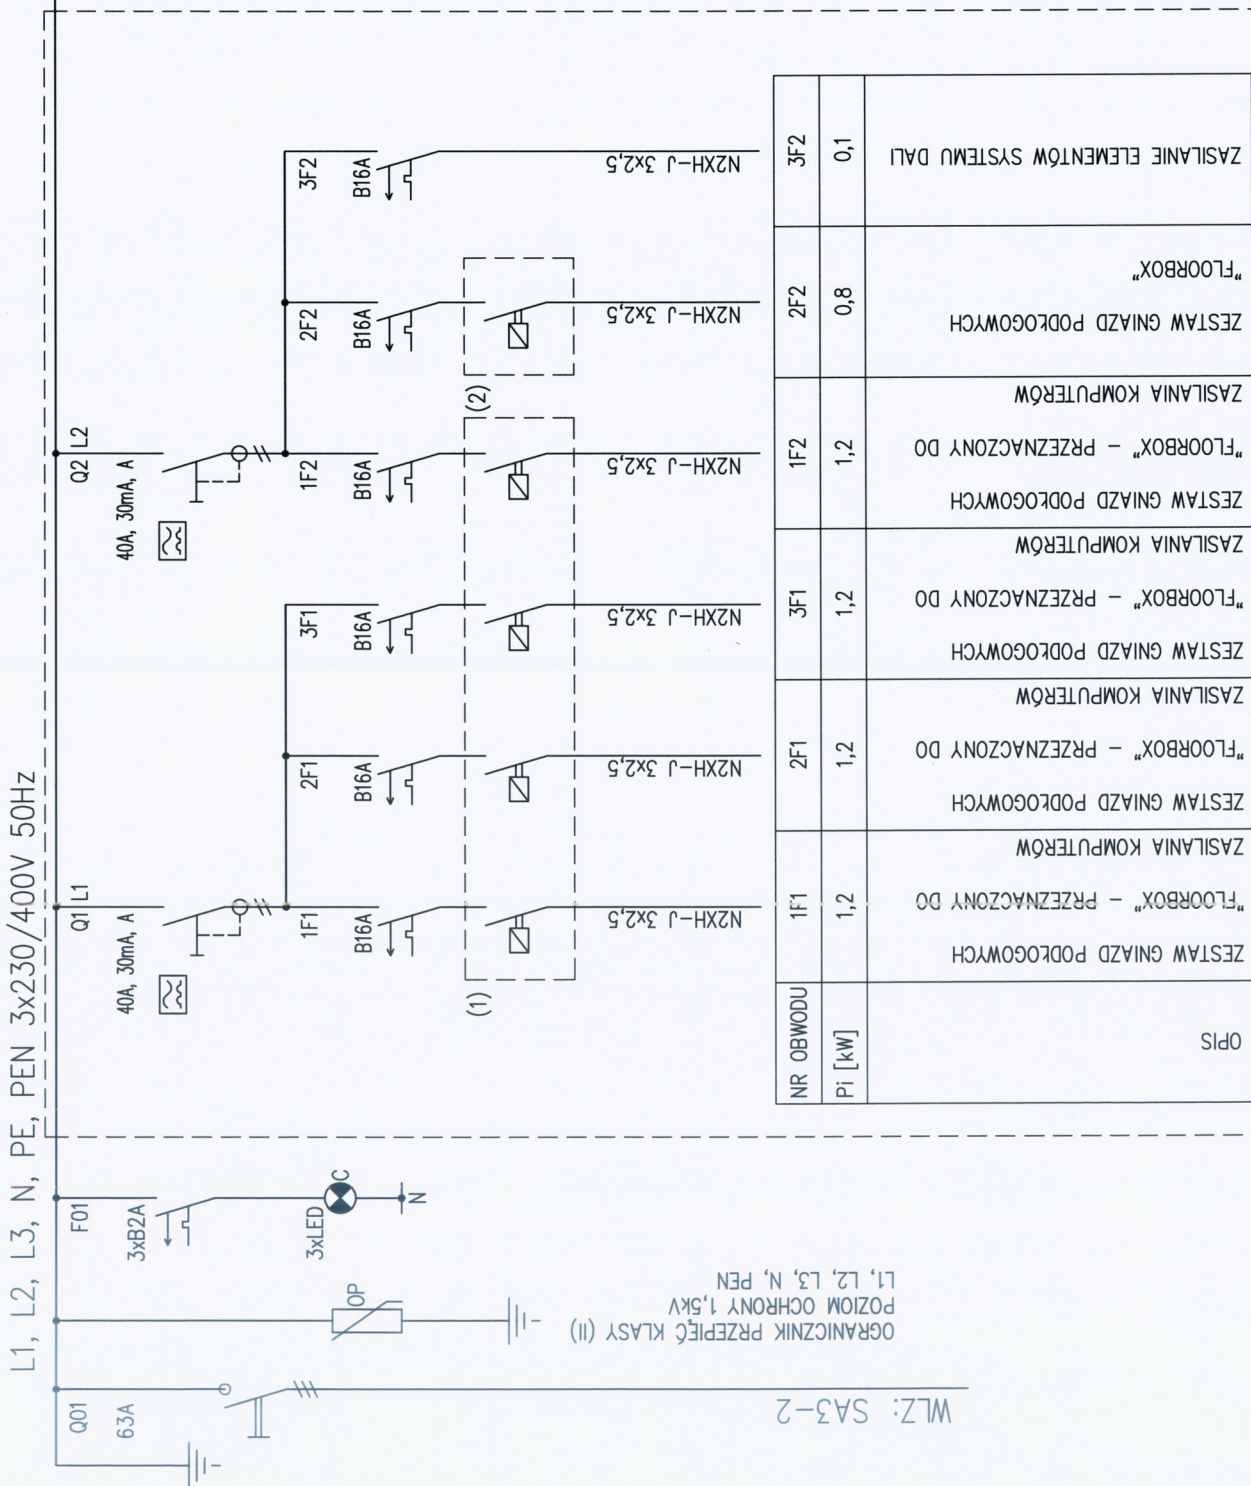 L1, L2, L3, N, PE, PEN 3x230/400V 50Hz
Q01
63A
WLZ: SA3-2
OP
OGRANICZNIK PRZEPIĘĆ KLASY (II)
POZIOM OCHRONY 1,5kV
L1, L2, L3, N, PEN
F01
3xB2A
3xLED
C
N
Q1 L1
40A, 30mA, A
1F1
B16A
N2XH-J 3x2,5
2F1
B16A
N2XH-J 3x2,5
3F1
B16A
N2XH-J 3x2,5
(1)
Q2 L2
40A, 30mA, A
1F2
B16A
N2XH-J 3x2,5
2F2
B16A
N2XH-J 3x2,5
(2)
3F2
B16A
N2XH-J 3x2,5
NR OBWODU
1F1
2F1
3F1
1F2
2F2
3F2
Pi [kW]
1,2
1,2
1,2
1,2
0,8
0,1
OPIS
ZESTAW GNIAZD PODŁOGOWYCH
"FLOORBOX" – PRZEZNACZONY DO
ZASILANIA KOMPUTERÓW
ZESTAW GNIAZD PODŁOGOWYCH
"FLOORBOX" – PRZEZNACZONY DO
ZASILANIA KOMPUTERÓW
ZESTAW GNIAZD PODŁOGOWYCH
"FLOORBOX" – PRZEZNACZONY DO
ZASILANIA KOMPUTERÓW
ZESTAW GNIAZD PODŁOGOWYCH
"FLOORBOX" – PRZEZNACZONY DO
ZASILANIA KOMPUTERÓW
ZESTAW GNIAZD PODŁOGOWYCH
"FLOORBOX"
ZASILANIE ELEMENTÓW SYSTEMU DALI